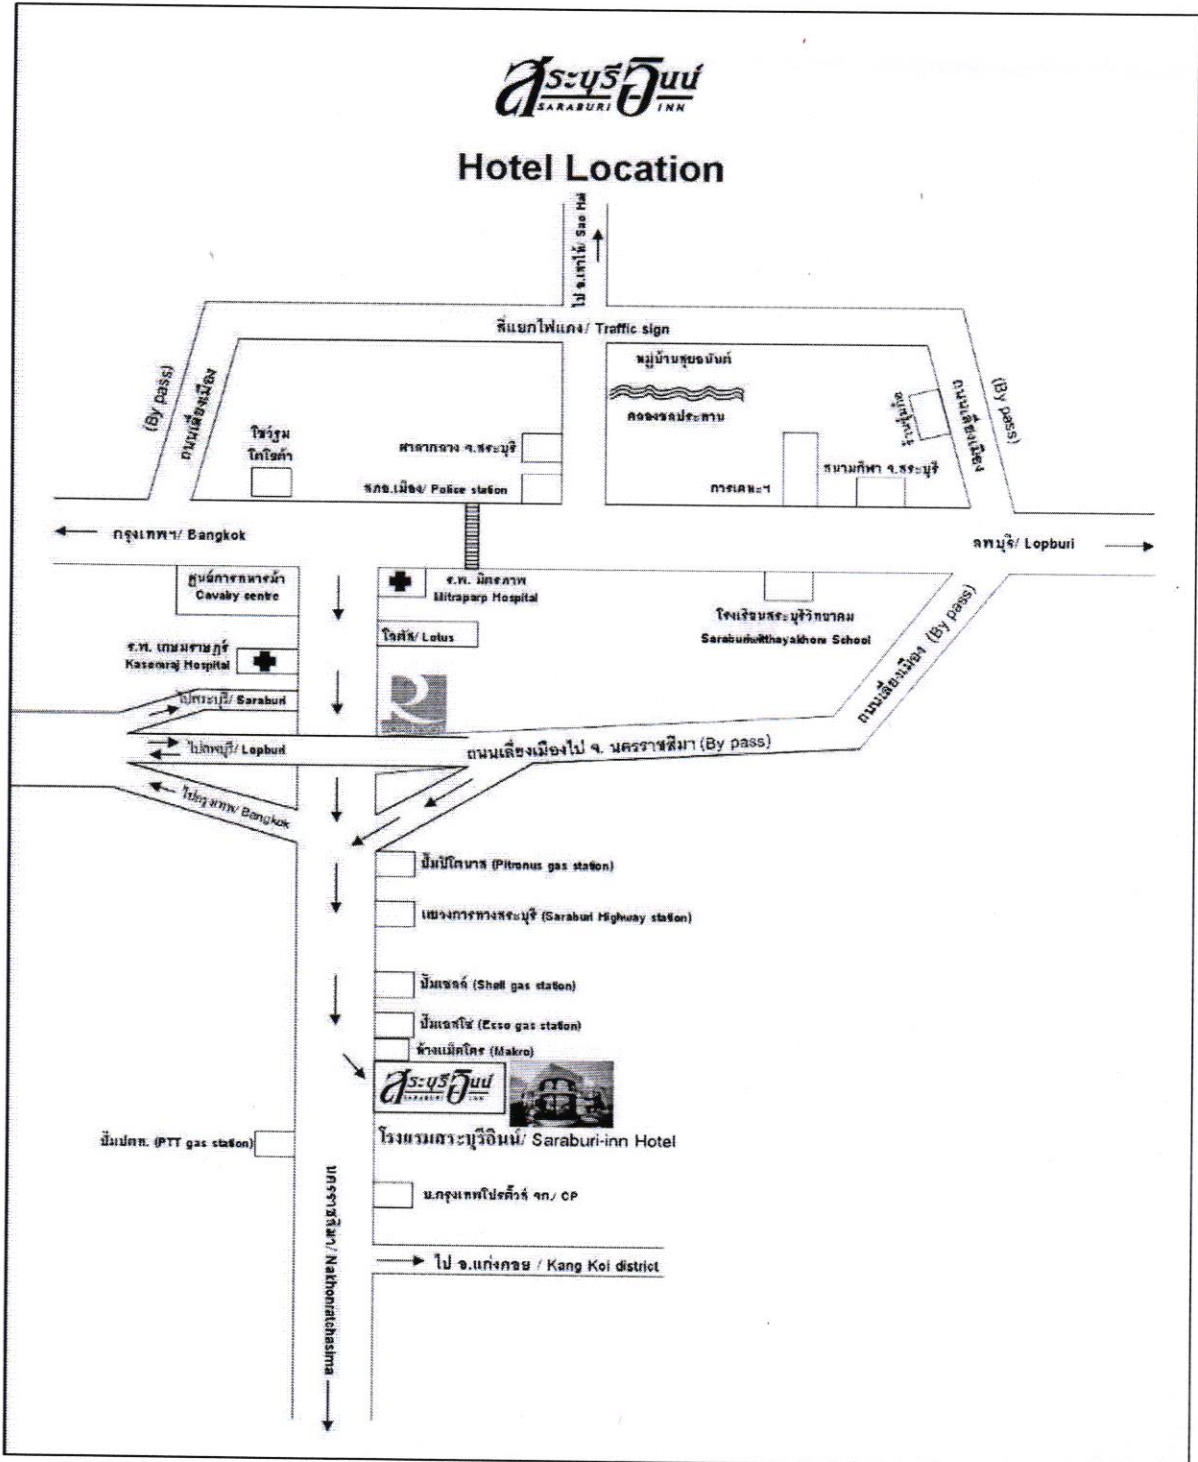 สระบุรีอินน์
SARABURI INN
Hotel Location
ไป อ.เสาไห้/ Sao Hai
สี่แยกไฟแดง/ Traffic sign
(By pass)
ถนนเลี่ยงเมือง
(By pass)
ถนนเลี่ยงเมือง
คลองชลประทาน
โชว์รูม
โตโยต้า
ศาลากลาง จ.สระบุรี
สภอ.เมือง/ Police station
การเคหะฯ
สนามกีฬา จ.สระบุรี
กรุงเทพฯ/ Bangkok
ลพบุรี/ Lopburi
ศูนย์การทหารม้า
Cavalry centre
ร.พ. มิตรภาพ
Mitraparp Hospital
โลตัส/ Lotus
โรงเรียนสระบุรีวิทยาคม
Saraburiwitthayakhom School
ร.พ. เกษมราษฎร์
Kasemraj Hospital
ถนนเลี่ยงเมือง (By pass)
R
ไปสระบุรี/ Saraburi
ไปลพบุรี/ Lopburi
ถนนเลี่ยงเมืองไป จ. นครราชสีมา (By pass)
ไปกรุงเทพ/ Bangkok
ปั๊มปิโตนาส (Pitronus gas station)
แขวงการทางสระบุรี (Saraburi Highway station)
ปั๊มเชลล์ (Shell gas station)
ปั๊มเอสโซ่ (Esso gas station)
ห้างแม็คโคร (Makro)
สระบุรีอินน์
SARABURI INN
โรงแรมสระบุรีอินน์/ Saraburi-inn Hotel
ปั๊มปตท. (PTT gas station)
บ.กรุงเทพโปรดิ๊วส์ จก./ CP
นครราชสีมา/ Nakhonratchasima
ไป อ.แก่งคอย / Kang Koi district